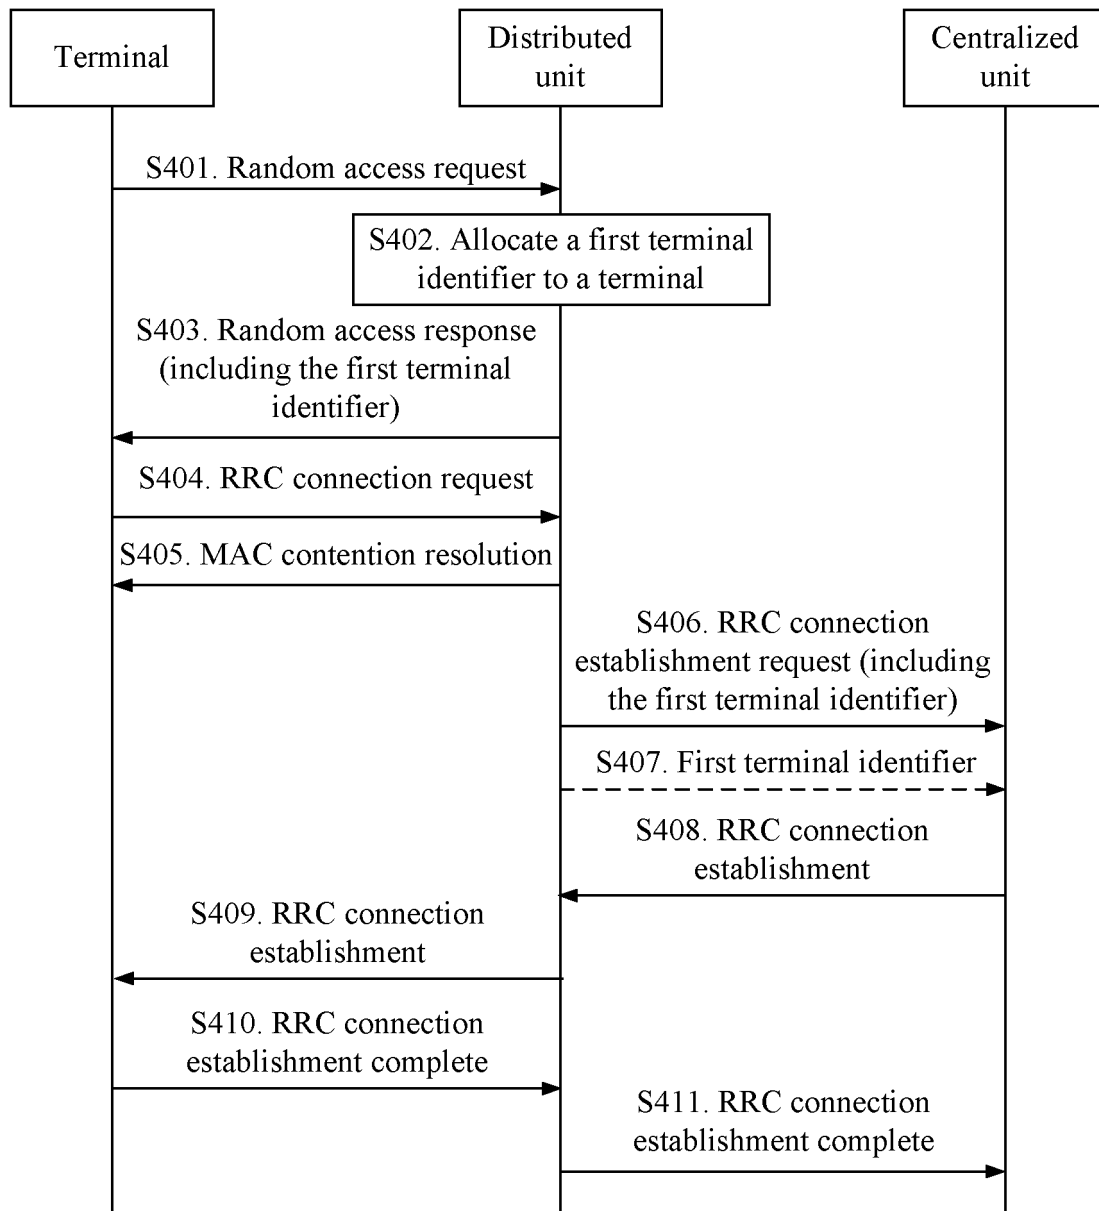 Terminal
Distributed
unit
Centralized
unit
S401. Random access request
S402. Allocate a first terminal
identifier to a terminal
S403. Random access response
(including the first terminal
identifier)
S404. RRC connection request
S405. MAC contention resolution
S406. RRC connection
establishment request (including
the first terminal identifier)
S407. First terminal identifier
S408. RRC connection
establishment
S409. RRC connection
establishment
S410. RRC connection
establishment complete
S411. RRC connection
establishment complete